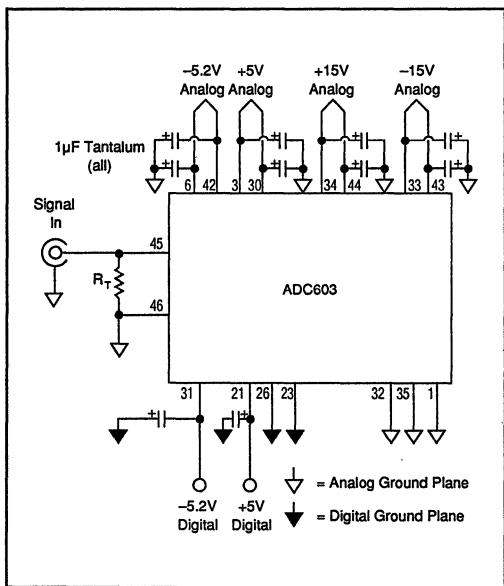 –5.2V +5V +15V –15V
Analog Analog Analog Analog
1µF Tantalum
(all)
+ + + +
+ + + +
6 42 3 30 34 44 33 43
Signal
In
45
R_T
ADC603
46
31 21 26 23 32 35 1
+ +
–5.2V +5V
Digital Digital
= Analog Ground Plane
= Digital Ground Plane